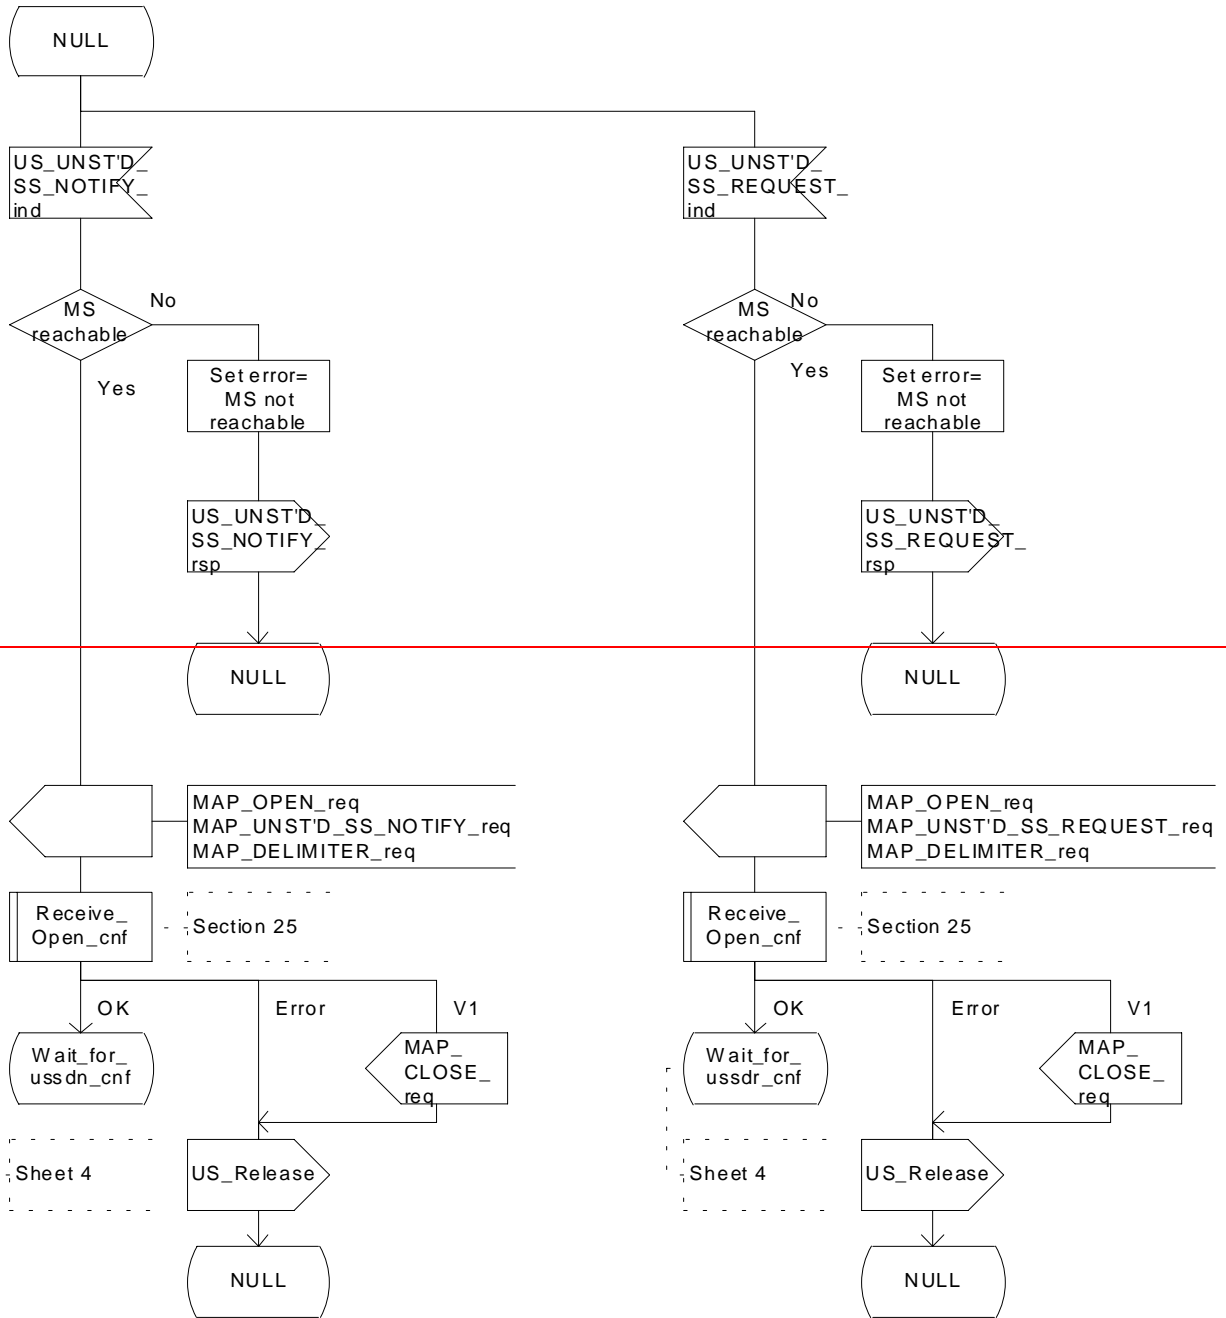 NULL
US_UNST'D_
SS_NOTIFY_
ind
US_UNST'D_
SS_REQUEST_
ind
MS
reachable
No
Yes
MS
reachable
No
Yes
Set error=
MS not
reachable
Set error=
MS not
reachable
US_UNST'D_
SS_NOTIFY_
rsp
US_UNST'D_
SS_REQUEST_
rsp
NULL
NULL
MAP_OPEN_req
MAP_UNST'D_SS_NOTIFY_req
MAP_DELIMITER_req
MAP_OPEN_req
MAP_UNST'D_SS_REQUEST_req
MAP_DELIMITER_req
Receive_
Open_cnf
Section 25
Receive_
Open_cnf
Section 25
OK
Error
V1
OK
Error
V1
Wait_for_
ussdn_cnf
MAP_
CLOSE_
req
Wait_for_
ussdr_cnf
MAP_
CLOSE_
req
Sheet 4
US_Release
Sheet 4
US_Release
NULL
NULL